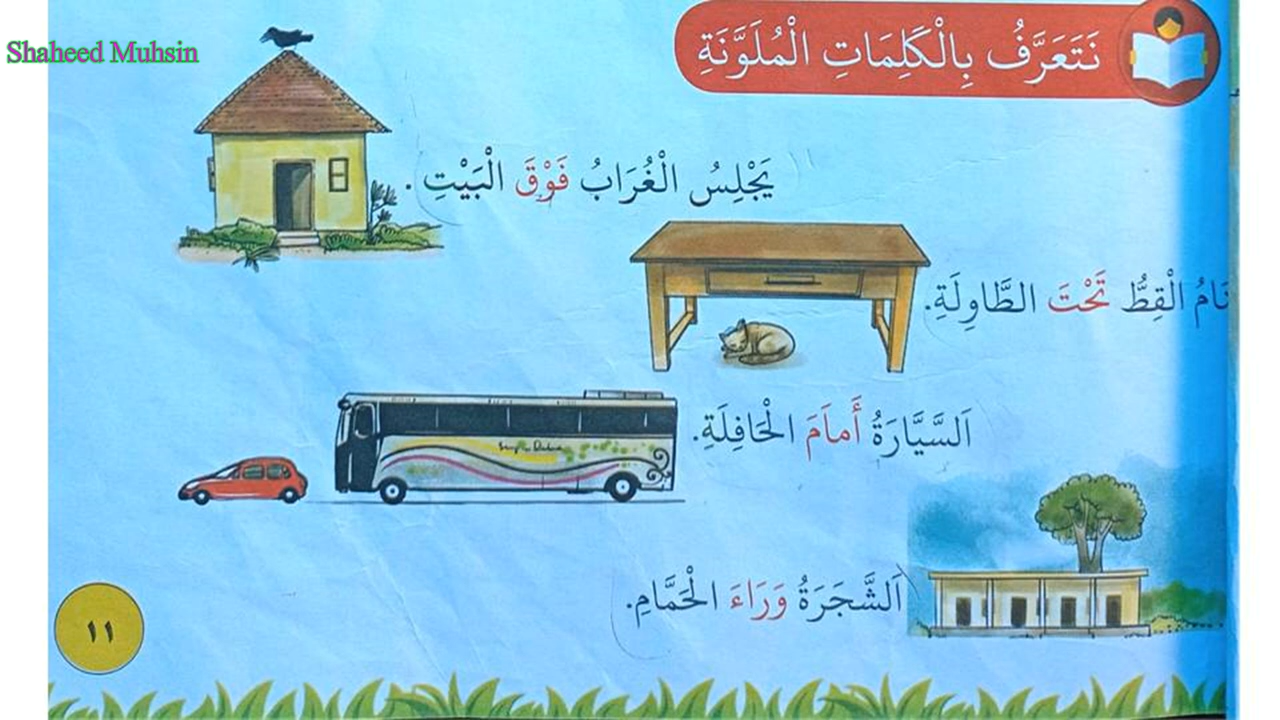 Shaheed Muhsin
نَتَعَرَّفُ بِالْكَلِمَاتِ الْمُلَوَّنَةِ
يَجْلِسُ الْغُرَابُ فَوْقَ الْبَيْتِ .
الْقِطُّ تَحْتَ الطَّاوِلَةِ.
اَلسَّيَّارَةُ أَمَامَ الْحَافِلَةِ.
اَلشَّجَرَةُ وَرَاءَ الْحَمَّامِ.
١١